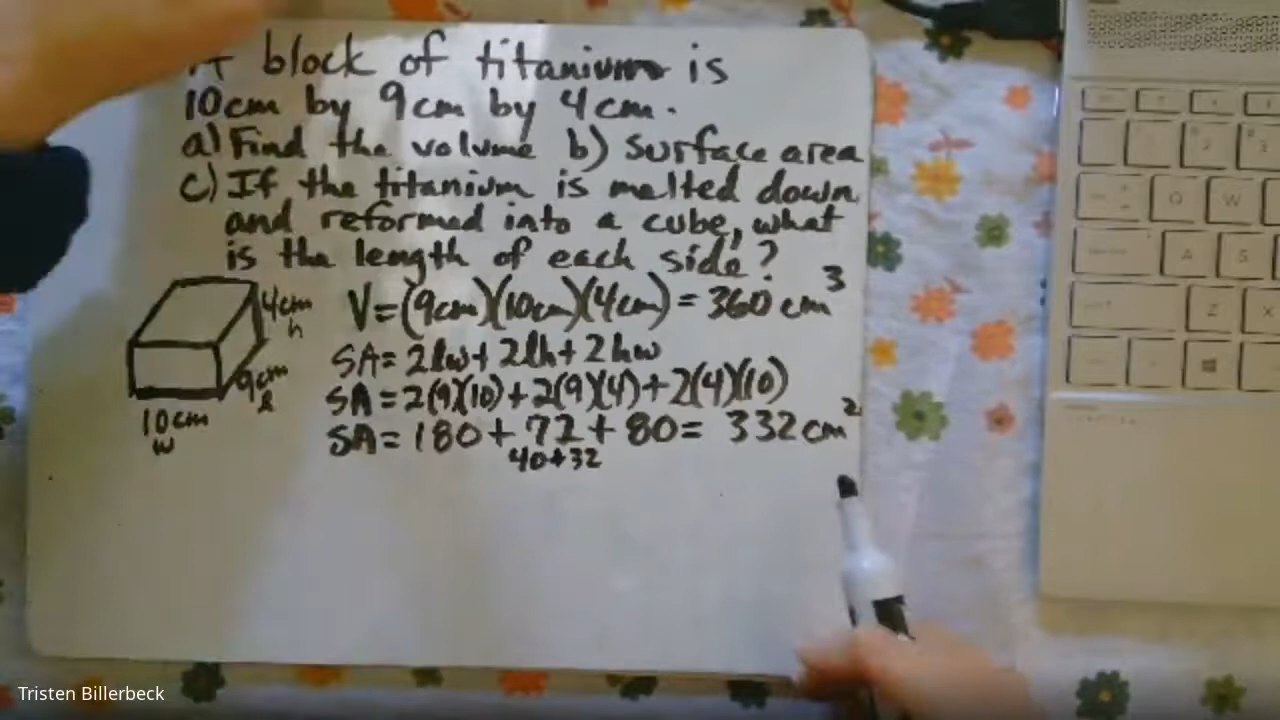 A block of titanium is
10cm by 9cm by 4cm.
a) Find the volume b) surface area
c) If the titanium is melted down
and reformed into a cube, what
is the length of each side?
4cm
h
9cm
l
10cm
w
V=(9cm)(10cm)(4cm) = 360 cm³
SA= 2lw+ 2lh+ 2hw
SA= 2(9)(10)+2(9)(4)+2(4)(10)
SA= 180+ 72+ 80= 332cm²
40+32
Q
W
A
S
Z
X
Tristen Billerbeck